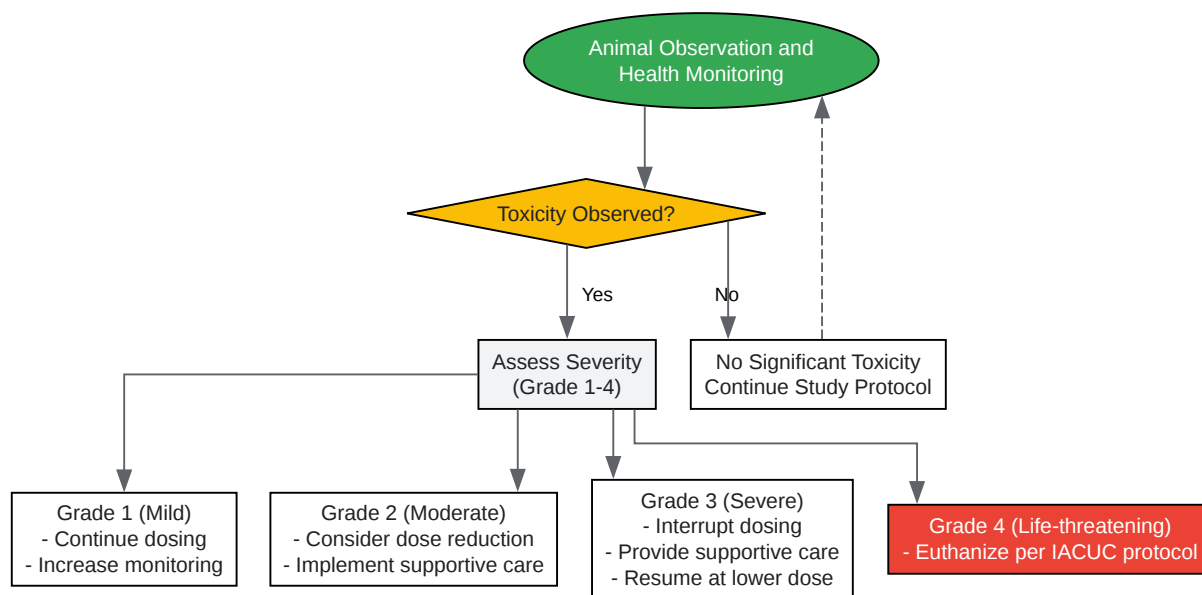 Animal Observation and
Health Monitoring
Toxicity Observed?
Yes
No
Assess Severity
(Grade 1-4)
No Significant Toxicity
Continue Study Protocol
Grade 1 (Mild)
- Continue dosing
- Increase monitoring
Grade 2 (Moderate)
- Consider dose reduction
- Implement supportive care
Grade 3 (Severe)
- Interrupt dosing
- Provide supportive care
- Resume at lower dose
Grade 4 (Life-threatening)
- Euthanize per IACUC protocol